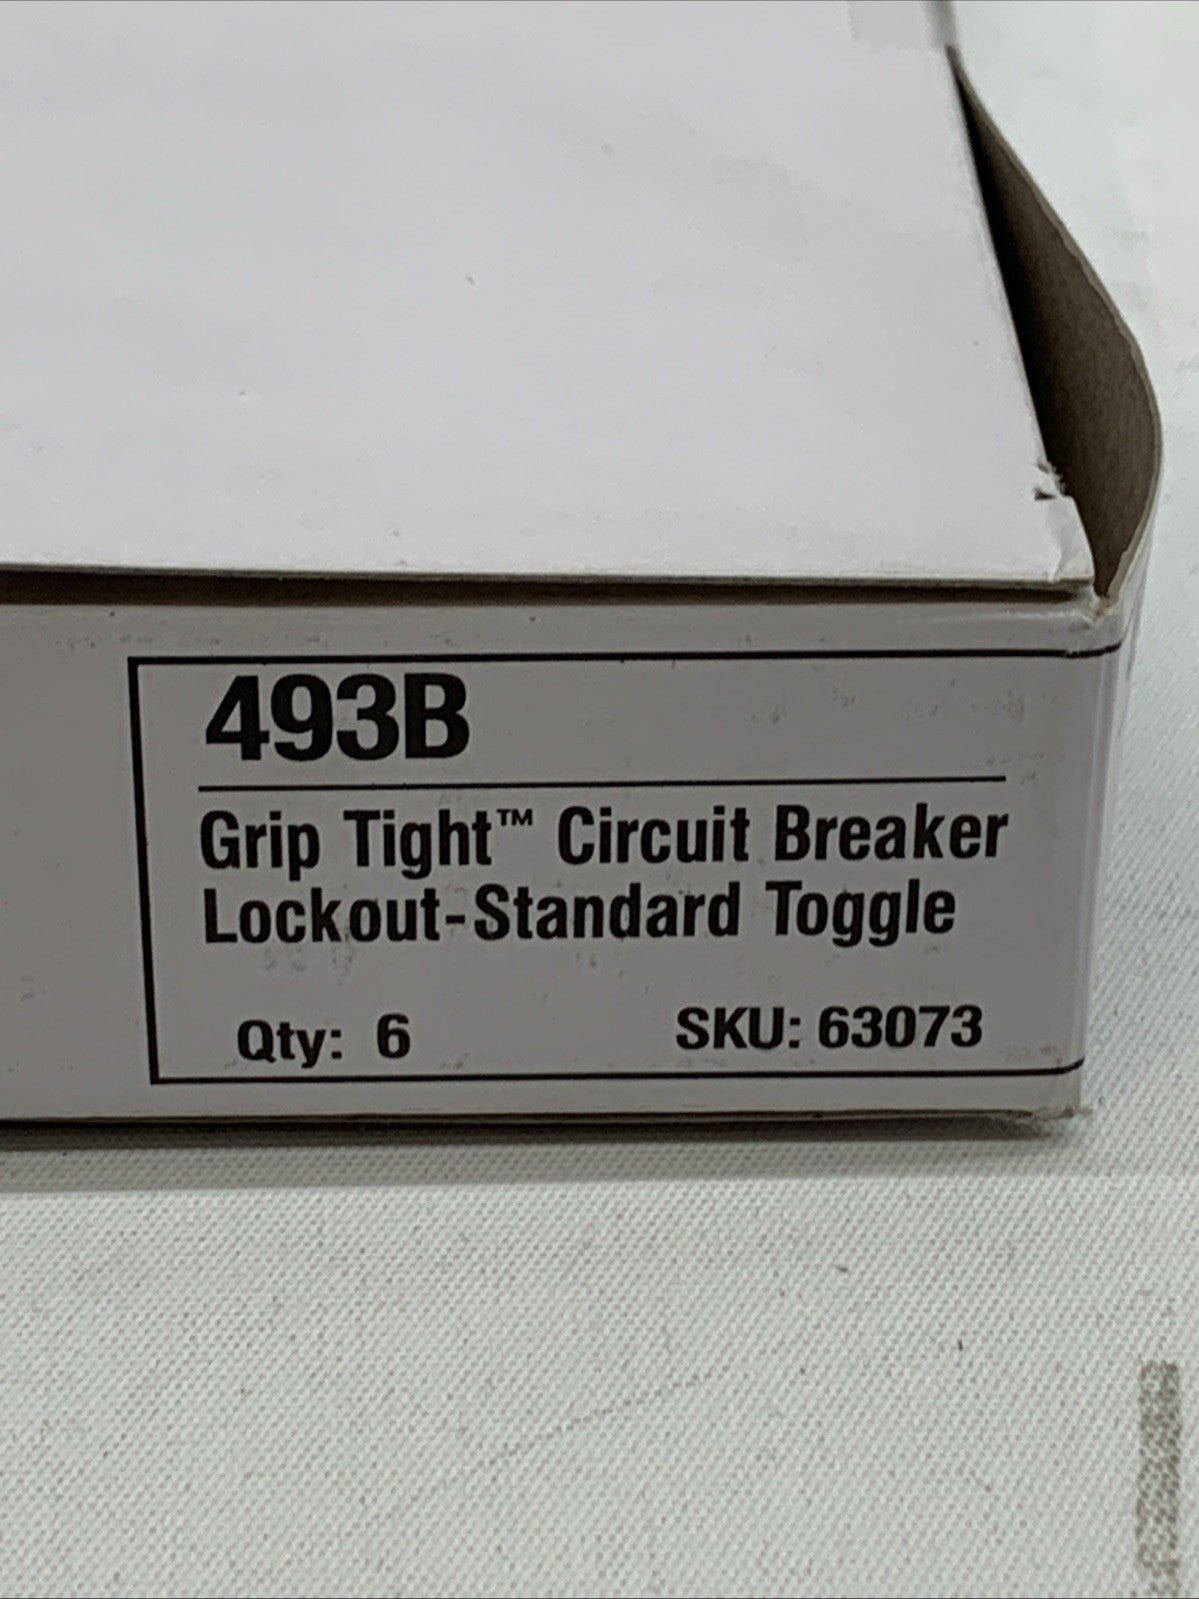 493B
Grip Tight™ Circuit Breaker
Lockout-Standard Toggle
Qty: 6 SKU: 63073